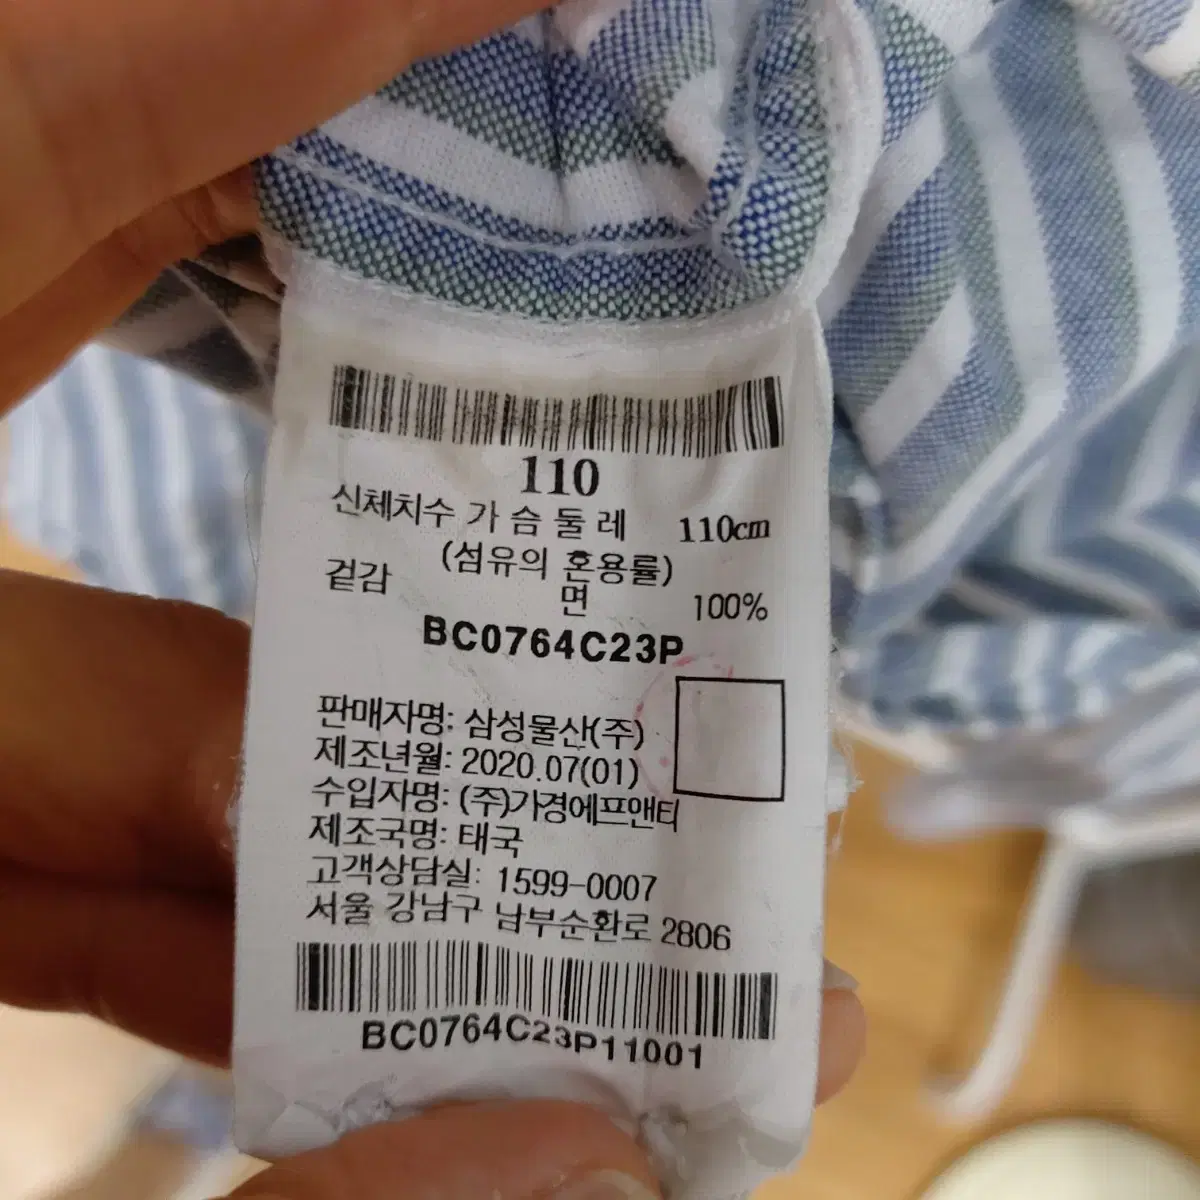 110
신체치수 가 슴 둘 레 110cm
(섬유의 혼용률)
겉감 면 100%
BC0764C23P
판매자명: 삼성물산(주)
제조년월: 2020.07(01)
수입자명: (주)가경에프앤티
제조국명: 태국
고객상담실: 1599-0007
서울 강남구 남부순환로 2806
BC0764C23P11001